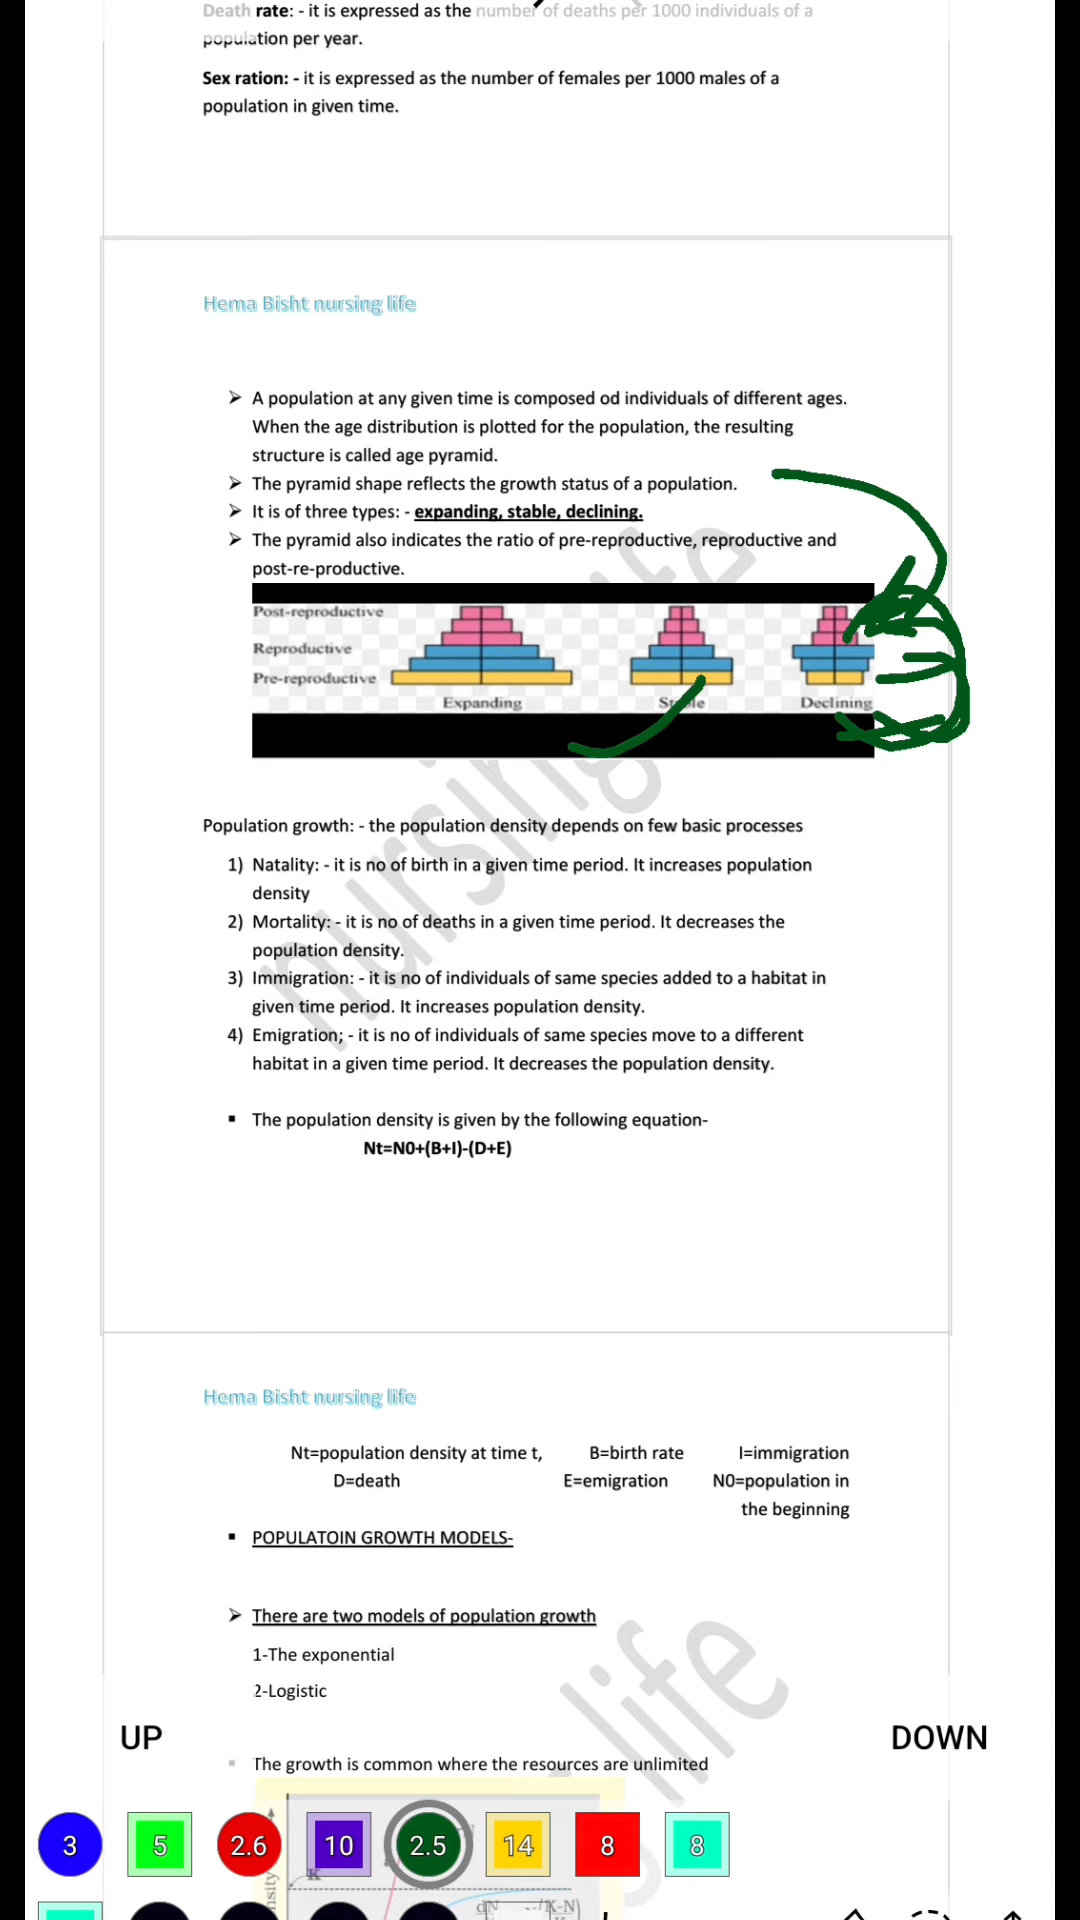 Death rate: - it is expressed as the number of deaths per 1000 individuals of a
population per year.
Sex ration: - it is expressed as the number of females per 1000 males of a
population in given time.
Hema Bisht nursing life
➤ A population at any given time is composed od individuals of different ages.
When the age distribution is plotted for the population, the resulting
structure is called age pyramid.
➤ The pyramid shape reflects the growth status of a population.
➤ It is of three types: - expanding, stable, declining.
➤ The pyramid also indicates the ratio of pre-reproductive, reproductive and
post-re-productive.
Post-reproductive
Reproductive
Pre-reproductive
Expanding Stable Declining
nursing life
Population growth: - the population density depends on few basic processes
1) Natality: - it is no of birth in a given time period. It increases population
density
2) Mortality: - it is no of deaths in a given time period. It decreases the
population density.
3) Immigration: - it is no of individuals of same species added to a habitat in
given time period. It increases population density.
4) Emigration; - it is no of individuals of same species move to a different
habitat in a given time period. It decreases the population density.
▪ The population density is given by the following equation-
Nt=N0+(B+I)-(D+E)
Hema Bisht nursing life
Nt=population density at time t, B=birth rate I=immigration
D=death E=emigration N0=population in
the beginning
▪ POPULATOIN GROWTH MODELS-
➤ There are two models of population growth
1-The exponential
2-Logistic
life
UP DOWN
▪ The growth is common where the resources are unlimited
3 5 2.6 10 2.5 14 8 8
K